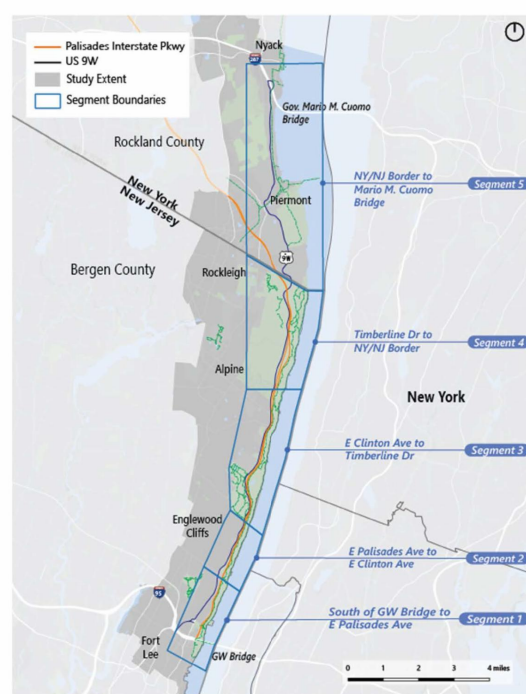 Palisades Interstate Pkwy
US 9W
Study Extent
Segment Boundaries
Nyack
287
Gov. Mario M. Cuomo
Bridge
Rockland County
New York
New Jersey
Piermont
NY/NJ Border to
Mario M. Cuomo
Bridge
Segment 5
9W
Bergen County
Rockleigh
Alpine
Timberline Dr to
NY/NJ Border
Segment 4
New York
E Clinton Ave to
Timberline Dr
Segment 3
Englewood
Cliffs
E Palisades Ave to
E Clinton Ave
Segment 2
95
South of GW Bridge to
E Palisades Ave
Segment 1
Fort
Lee
GW Bridge
0 1 2 3 4 miles